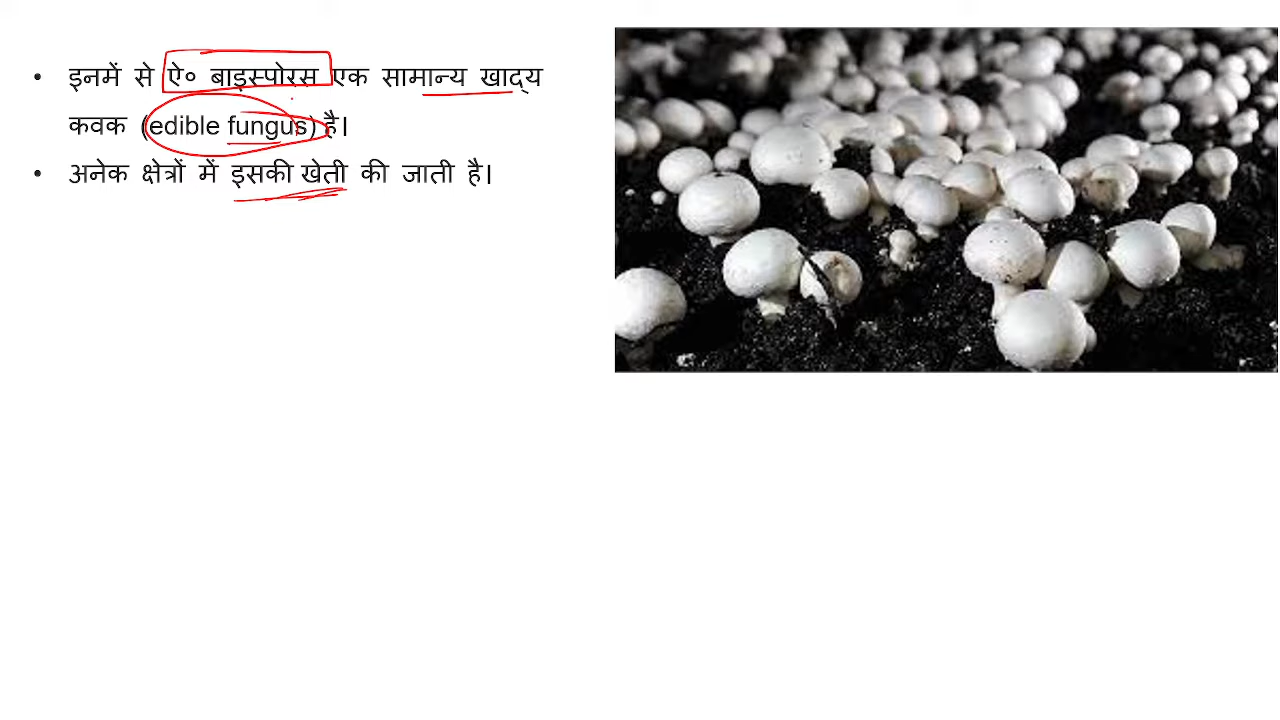 • इनमें से ऐ० बाइस्पोरस एक सामान्य खाद्य
कवक (edible fungus) है।
• अनेक क्षेत्रों में इसकी खेती की जाती है।